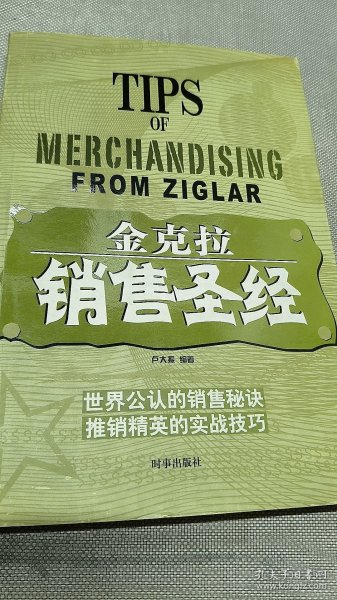 TIPS
OF
MERCHANDISING
FROM ZIGLAR
金克拉
销售圣经
卢大振 编著
世界公认的销售秘诀
推销精英的实战技巧
时事出版社